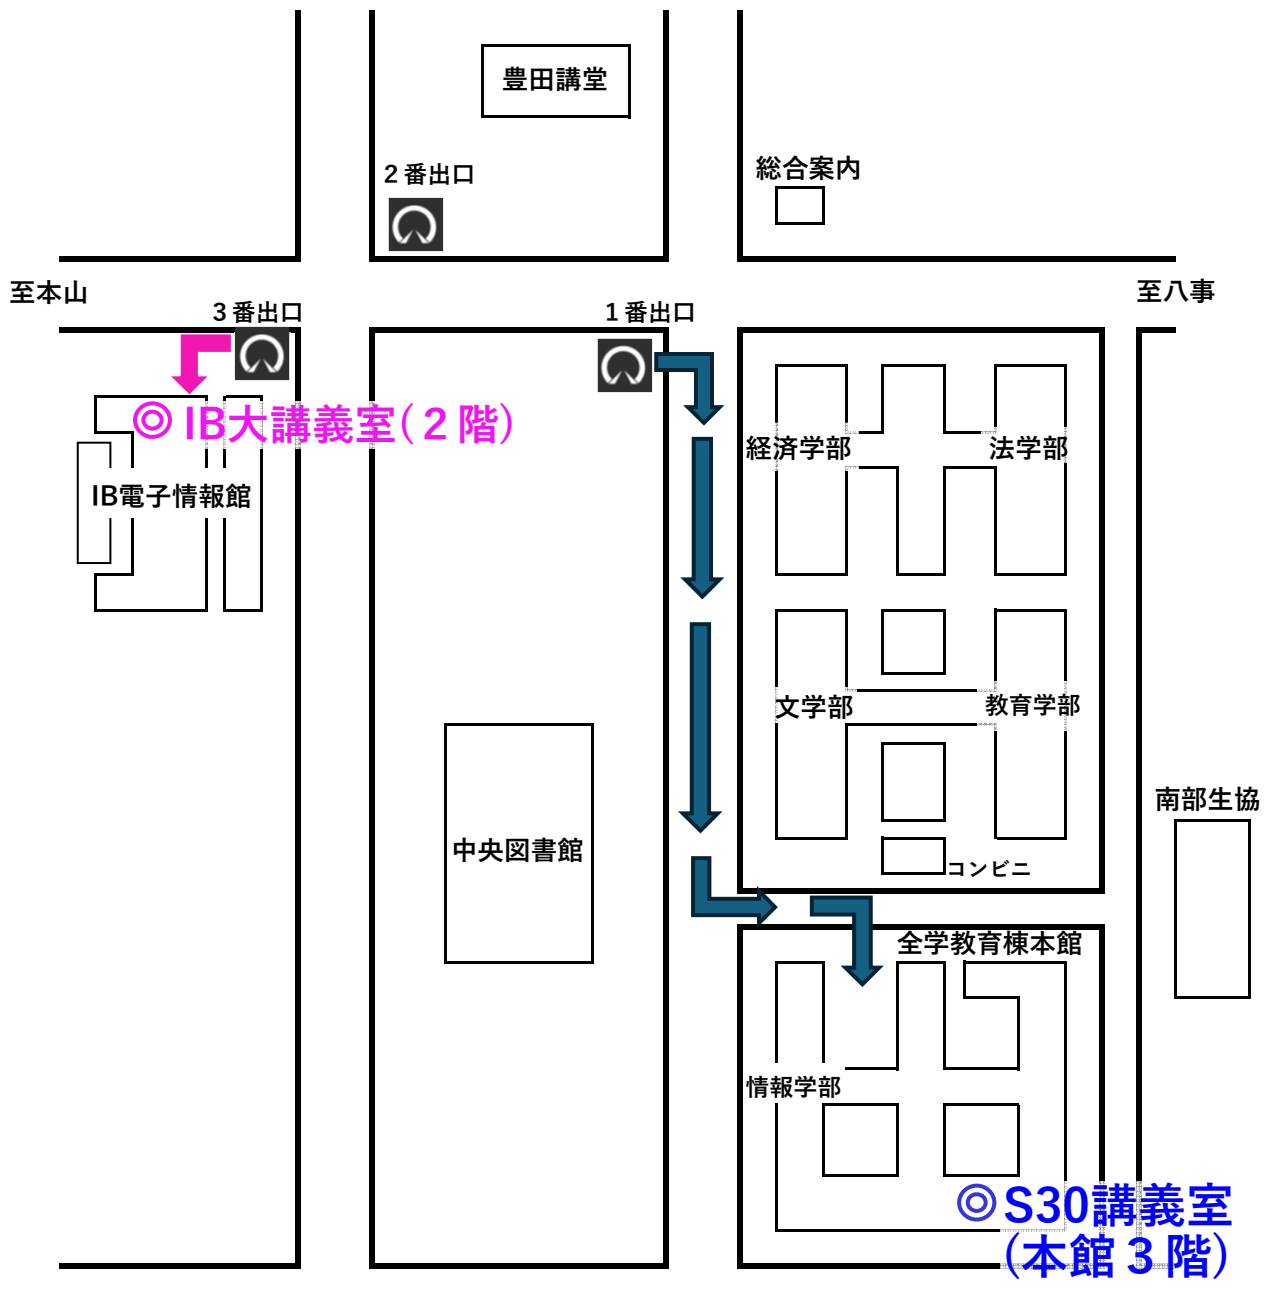 豊田講堂
総合案内
2番出口
至本山
至八事
3番出口
1番出口
◎IB大講義室(2階)
経済学部
法学部
IB電子情報館
文学部
教育学部
南部生協
中央図書館
コンビニ
全学教育棟本館
情報学部
◎S30講義室
(本館3階)